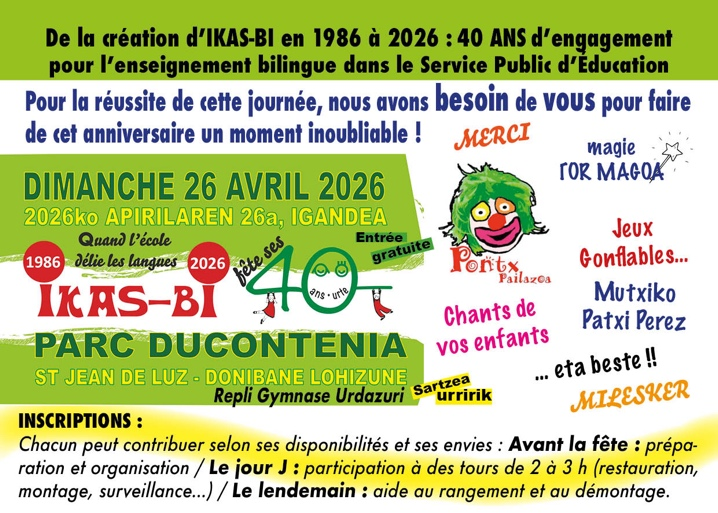 De la création d’IKAS-BI en 1986 à 2026 : 40 ANS d’engagement
pour l’enseignement bilingue dans le Service Public d’Éducation
Pour la réussite de cette journée, nous avons besoin de vous pour faire
de cet anniversaire un moment inoubliable !
MERCI
magie
TOR MAGOA
DIMANCHE 26 AVRIL 2026
2026ko APIRILAREN 26a, IGANDEA
Quand l’école
délie les langues
1986
2026
IKAS-BI
fête ses
40
ans • urte
Entrée
gratuite
Pontx
Pailazoa
Jeux
Gonflables...
Mutxiko
Patxi Perez
Chants de
vos enfants
PARC DUCONTENIA
ST JEAN DE LUZ - DONIBANE LOHIZUNE
Repli Gymnase Urdazuri
Sartzea
urririk
... eta beste !!
MILESKER
INSCRIPTIONS :
Chacun peut contribuer selon ses disponibilités et ses envies : Avant la fête : prépa-
ration et organisation / Le jour J : participation à des tours de 2 à 3 h (restauration,
montage, surveillance...) / Le lendemain : aide au rangement et au démontage.